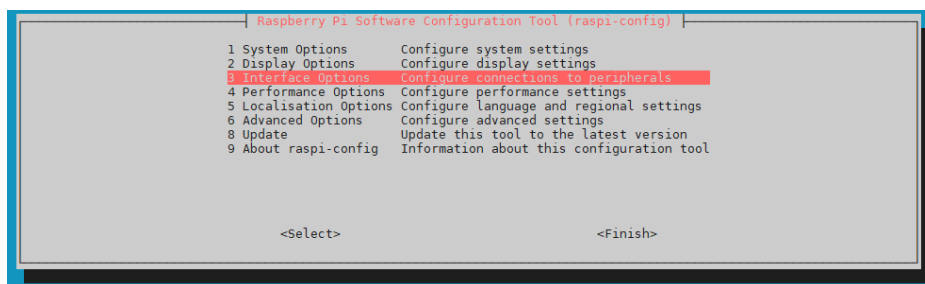 Raspberry Pi Software Configuration Tool (raspi-config)
1 System Options Configure system settings
2 Display Options Configure display settings
3 Interface Options Configure connections to peripherals
4 Performance Options Configure performance settings
5 Localisation Options Configure language and regional settings
6 Advanced Options Configure advanced settings
8 Update Update this tool to the latest version
9 About raspi-config Information about this configuration tool
<Select> <Finish>